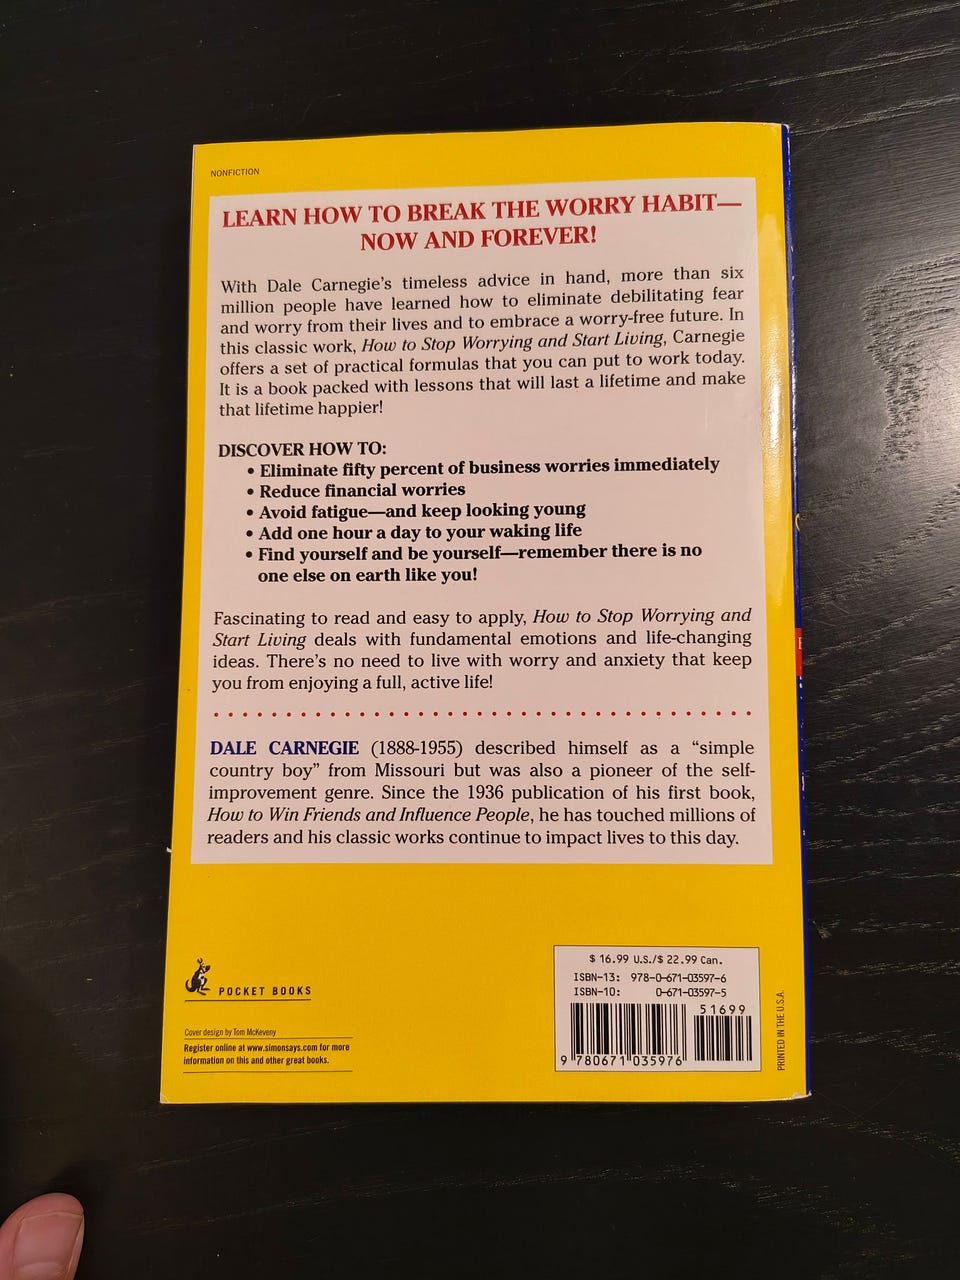 NONFICTION
LEARN HOW TO BREAK THE WORRY HABIT—
NOW AND FOREVER!
With Dale Carnegie's timeless advice in hand, more than six
million people have learned how to eliminate debilitating fear
and worry from their lives and to embrace a worry-free future. In
this classic work, How to Stop Worrying and Start Living, Carnegie
offers a set of practical formulas that you can put to work today.
It is a book packed with lessons that will last a lifetime and make
that lifetime happier!
DISCOVER HOW TO:
• Eliminate fifty percent of business worries immediately
• Reduce financial worries
• Avoid fatigue—and keep looking young
• Add one hour a day to your waking life
• Find yourself and be yourself—remember there is no
one else on earth like you!
Fascinating to read and easy to apply, How to Stop Worrying and
Start Living deals with fundamental emotions and life-changing
ideas. There's no need to live with worry and anxiety that keep
you from enjoying a full, active life!
DALE CARNEGIE (1888-1955) described himself as a “simple
country boy” from Missouri but was also a pioneer of the self-
improvement genre. Since the 1936 publication of his first book,
How to Win Friends and Influence People, he has touched millions of
readers and his classic works continue to impact lives to this day.
POCKET BOOKS
Cover design by Tom McKeveny
Register online at www.simonsays.com for more
information on this and other great books.
$ 16.99 U.S./$ 22.99 Can.
ISBN-13: 978-0-671-03597-6
ISBN-10: 0-671-03597-5
51699
9 780671 035976
PRINTED IN THE U.S.A.